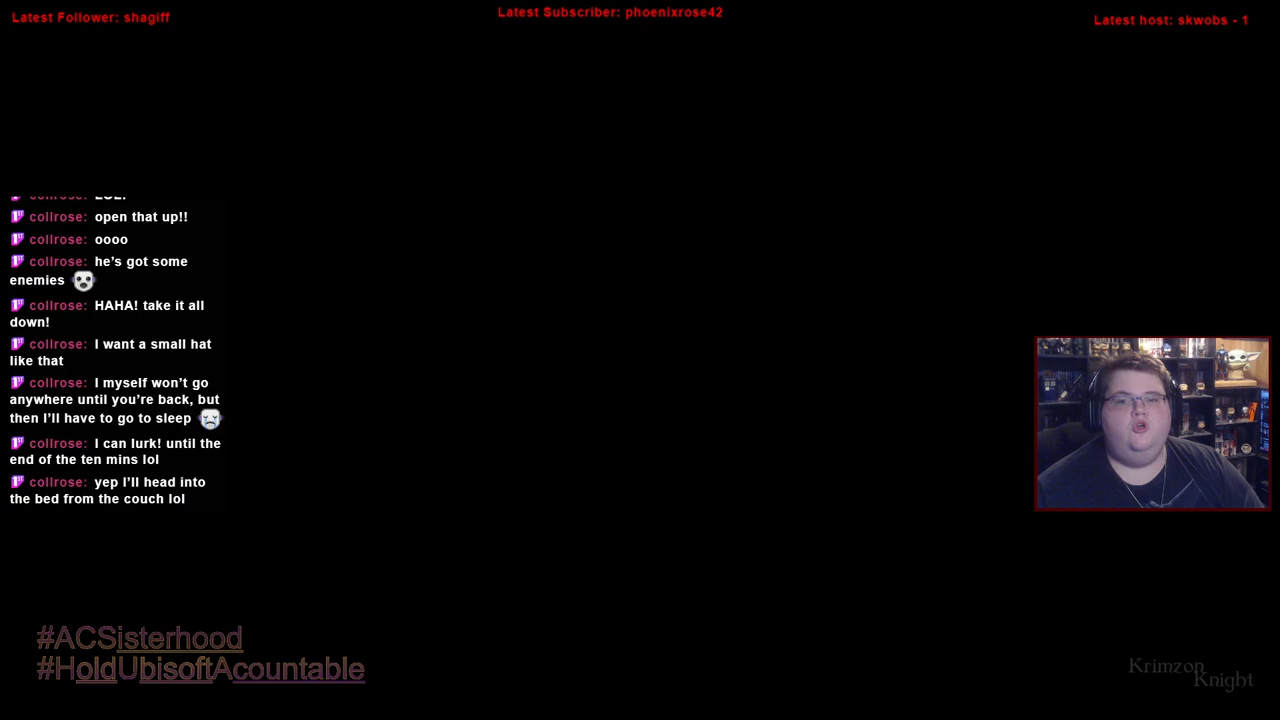 Latest Follower: shagiff
Latest Subscriber: phoenixrose42
Latest host: skwobs - 1
collrose: LOL!
collrose: open that up!!
collrose: oooo
collrose: he's got some
enemies
collrose: HAHA! take it all
down!
collrose: I want a small hat
like that
collrose: I myself won't go
anywhere until you're back, but
then I'll have to go to sleep
collrose: I can lurk! until the
end of the ten mins lol
collrose: yep I'll head into
the bed from the couch lol
#ACSisterhood
#HoldUbisoftAcountable
Krimzon
Knight